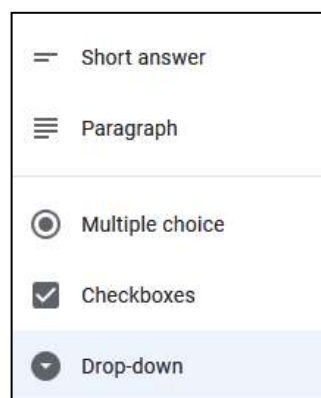 Short answer
Paragraph
Multiple choice
Checkboxes
Drop-down